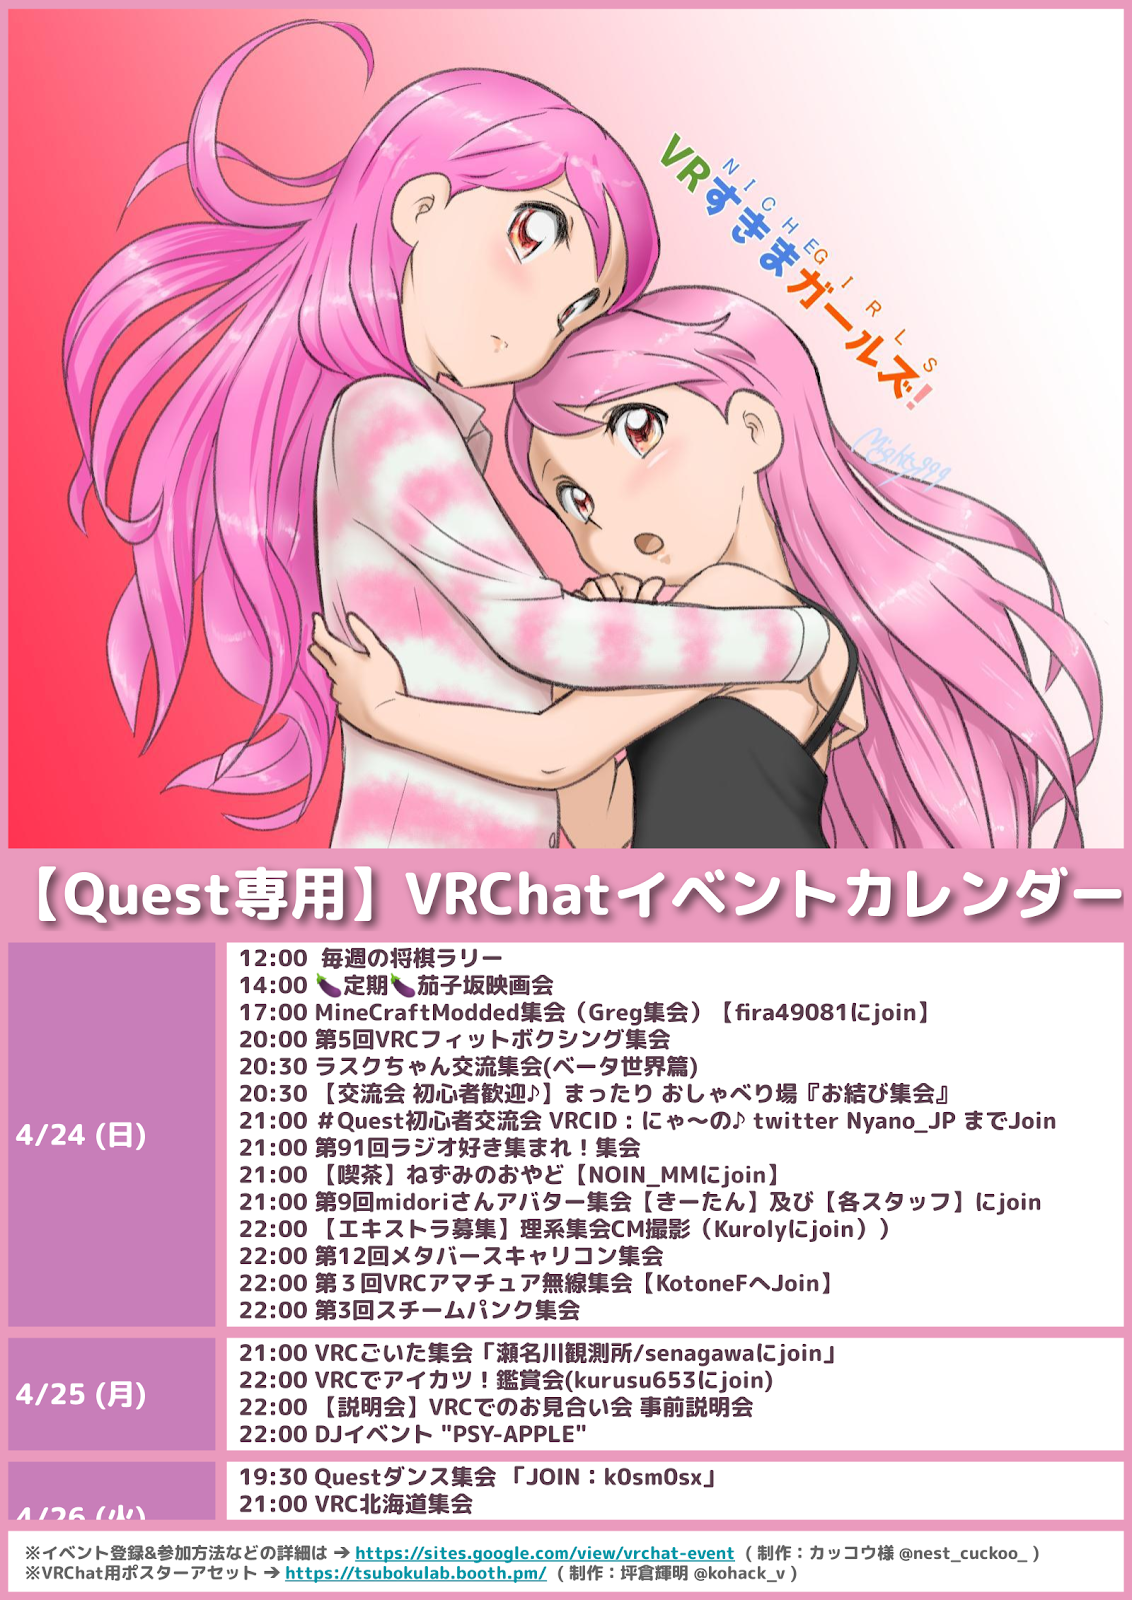 NICHE GIRLS
VRすきまガールズ!
Mighty999
【Quest専用】VRChatイベントカレンダー
4/24 (日)
12:00 毎週の将棋ラリー
14:00 🍆定期🍆茄子坂映画会
17:00 MineCraftModded集会（Greg集会）【fira49081にjoin】
20:00 第5回VRCフィットボクシング集会
20:30 ラスクちゃん交流集会(ベータ世界篇)
20:30 【交流会 初心者歓迎♪】まったり おしゃべり場『お結び集会』
21:00 ＃Quest初心者交流会 VRCID：にゃ～の♪ twitter Nyano_JP までJoin
21:00 第91回ラジオ好き集まれ！集会
21:00 【喫茶】ねずみのおやど【NOIN_MMにjoin】
21:00 第9回midoriさんアバター集会【きーたん】及び【各スタッフ】にjoin
22:00 【エキストラ募集】理系集会CM撮影（Kurolyにjoin））
22:00 第12回メタバースキャリコン集会
22:00 第３回VRCアマチュア無線集会【KotoneFへJoin】
22:00 第3回スチームパンク集会
4/25 (月)
21:00 VRCごいた集会「瀬名川観測所/senagawaにjoin」
22:00 VRCでアイカツ！鑑賞会(kurusu653にjoin)
22:00 【説明会】VRCでのお見合い会 事前説明会
22:00 DJイベント "PSY-APPLE"
4/26 (火)
19:30 Questダンス集会 「JOIN：k0sm0sx」
21:00 VRC北海道集会
※イベント登録&参加方法などの詳細は ➔ https://sites.google.com/view/vrchat-event （ 制作：カッコウ様 @nest_cuckoo_ ）
※VRChat用ポスターアセット ➔ https://tsubokulab.booth.pm/ （ 制作：坪倉輝明 @kohack_v ）